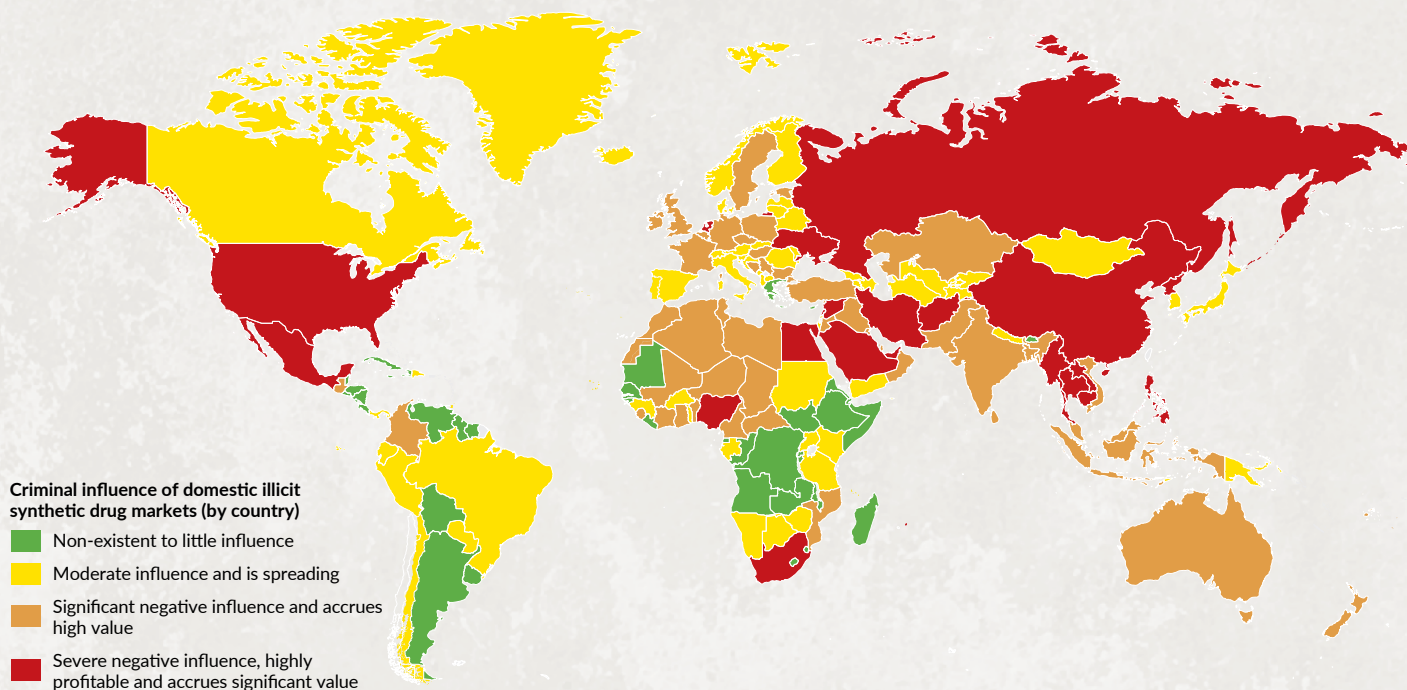 Criminal influence of domestic illicit
synthetic drug markets (by country)
Non-existent to little influence
Moderate influence and is spreading
Significant negative influence and accrues
high value
Severe negative influence, highly
profitable and accrues significant value